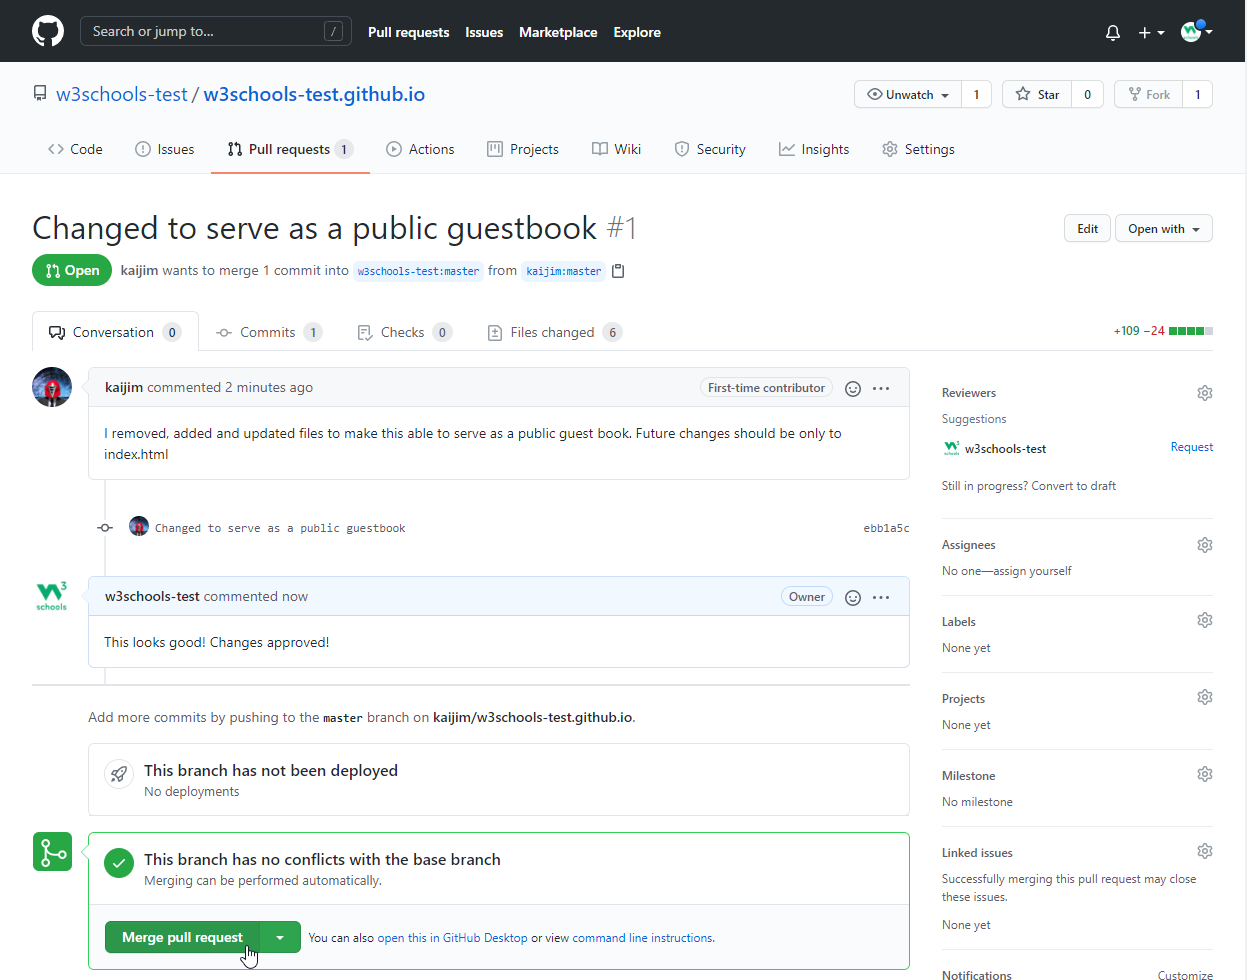 Search or jump to...
/
Pull requests
Issues
Marketplace
Explore
w3schools-test / w3schools-test.github.io
Unwatch
1
Star
0
Fork
1
Code
Issues
Pull requests 1
Actions
Projects
Wiki
Security
Insights
Settings
Changed to serve as a public guestbook #1
Edit
Open with
Open
kaijim wants to merge 1 commit into w3schools-test:master from kaijim:master
Conversation 0
Commits 1
Checks 0
Files changed 6
+109 −24
kaijim commented 2 minutes ago
First-time contributor
I removed, added and updated files to make this able to serve as a public guest book. Future changes should be only to
index.html
Changed to serve as a public guestbook
ebb1a5c
3
schools
w3schools-test commented now
Owner
This looks good! Changes approved!
Add more commits by pushing to the master branch on kaijim/w3schools-test.github.io.
This branch has not been deployed
No deployments
This branch has no conflicts with the base branch
Merging can be performed automatically.
Merge pull request
You can also open this in GitHub Desktop or view command line instructions.
Reviewers
Suggestions
w3schools-test
Request
Still in progress? Convert to draft
Assignees
No one—assign yourself
Labels
None yet
Projects
None yet
Milestone
No milestone
Linked issues
Successfully merging this pull request may close
these issues.
None yet
Notifications
Customize